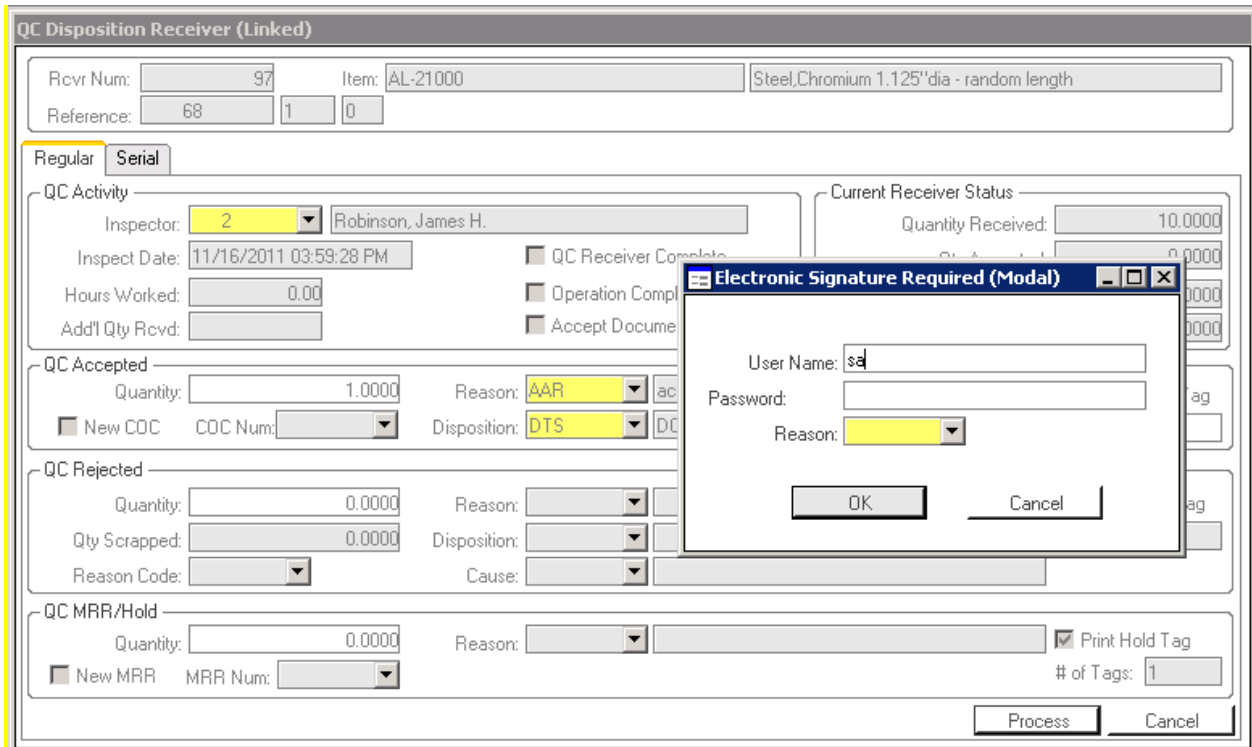 QC Disposition Receiver (Linked)
Rcvr Num: 97 Item: AL-21000 Steel,Chromium 1.125''dia - random length
Reference: 68 1 0
Regular Serial
QC Activity
Inspector: 2 Robinson, James H.
Inspect Date: 11/16/2011 03:59:28 PM QC Receiver Complete
Hours Worked: 0.00 Operation Compl
Add'l Qty Rcvd: Accept Docume
Current Receiver Status
Quantity Received: 10.0000
0.0000
0000
0000
Electronic Signature Required (Modal)
User Name: sa
Password:
Reason:
OK Cancel
QC Accepted
Quantity: 1.0000 Reason: AAR ac ag
New COC COC Num: Disposition: DTS DO
QC Rejected
Quantity: 0.0000 Reason: ag
Qty Scrapped: 0.0000 Disposition:
Reason Code: Cause:
QC MRR/Hold
Quantity: 0.0000 Reason: Print Hold Tag
New MRR MRR Num: # of Tags: 1
Process Cancel